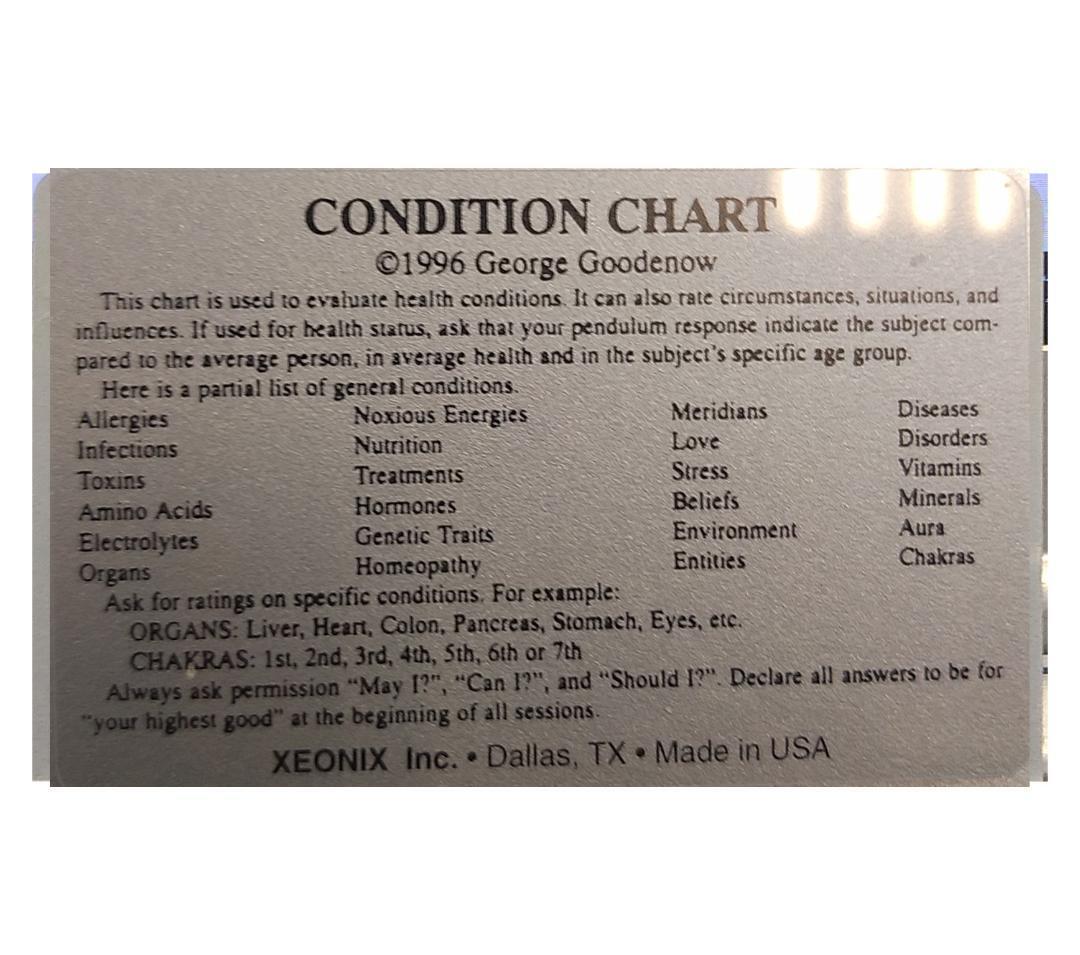 CONDITION CHART
©1996 George Goodenow
This chart is used to evaluate health conditions. It can also rate circumstances, situations, and
influences. If used for health status, ask that your pendulum response indicate the subject com-
pared to the average person, in average health and in the subject's specific age group.
Here is a partial list of general conditions.
Allergies Noxious Energies Meridians Diseases
Infections Nutrition Love Disorders
Toxins Treatments Stress Vitamins
Amino Acids Hormones Beliefs Minerals
Electrolytes Genetic Traits Environment Aura
Organs Homeopathy Entities Chakras
Ask for ratings on specific conditions. For example:
ORGANS: Liver, Heart, Colon, Pancreas, Stomach, Eyes, etc.
CHAKRAS: 1st, 2nd, 3rd, 4th, 5th, 6th or 7th
Always ask permission "May I?", "Can I?", and "Should I?". Declare all answers to be for
"your highest good" at the beginning of all sessions.
XEONIX Inc. • Dallas, TX • Made in USA